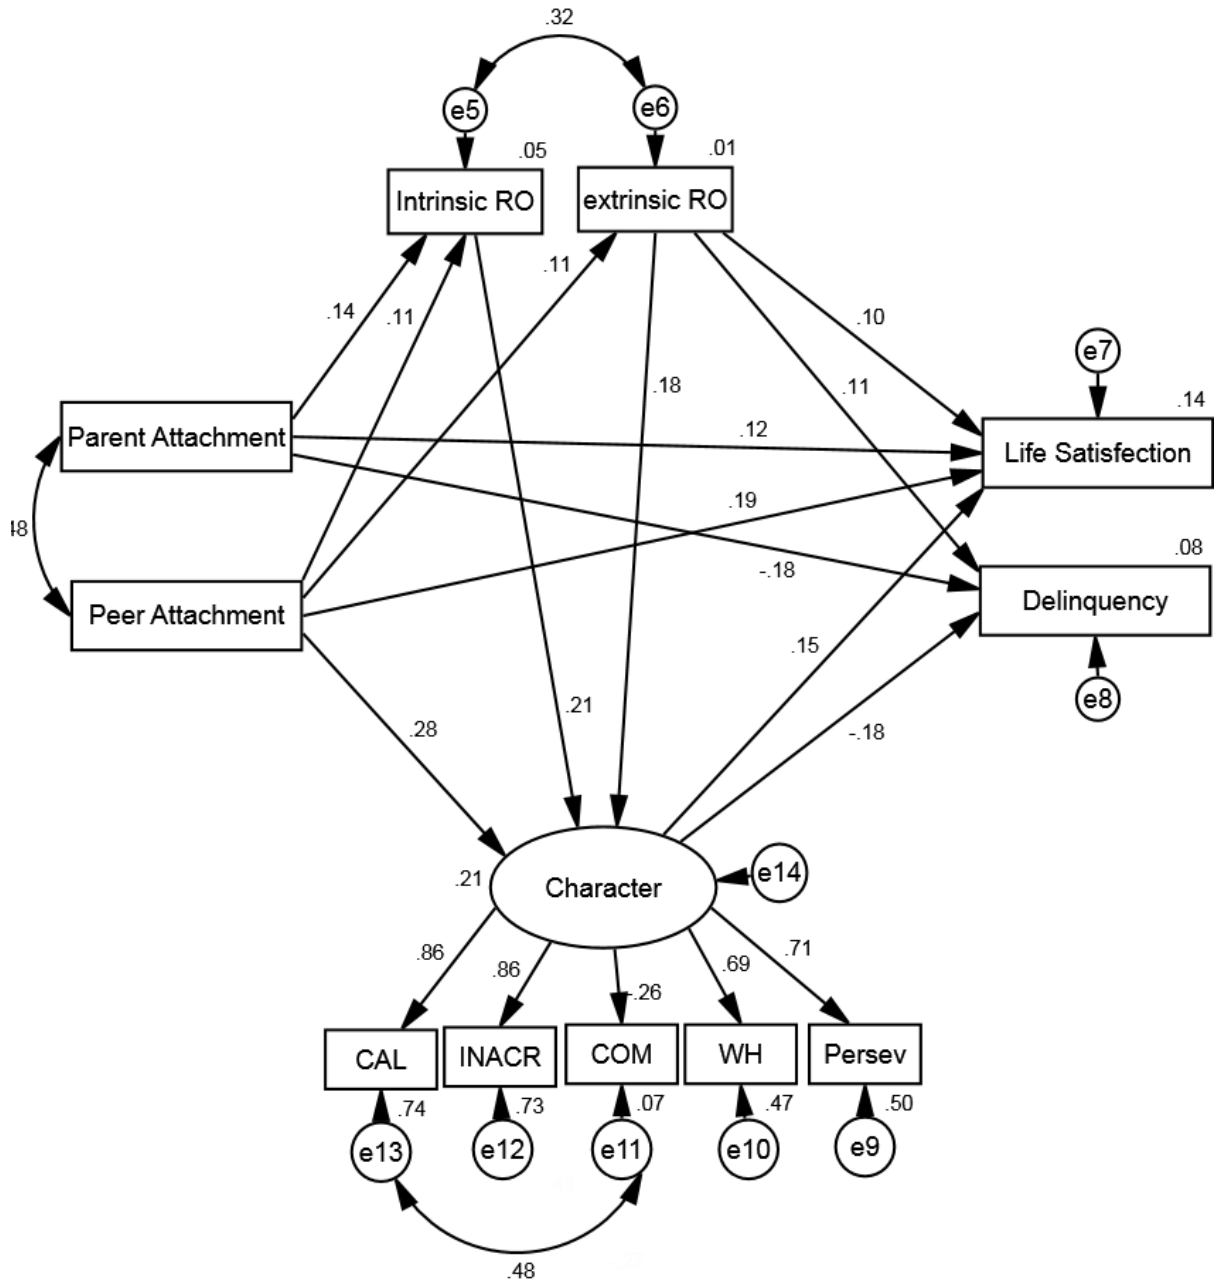 .32
e5
e6
.05
.01
Intrinsic RO
extrinsic RO
.11
.14
.11
.10
e7
.18
.11
.14
Parent Attachment
.12
Life Satisfection
.19
48
.08
-.18
Peer Attachment
Delinquency
.15
.21
e8
.28
-.18
.21
Character
e14
.86
.86
-.26
.69
.71
CAL
INACR
COM
WH
Persev
.74
.73
.07
.47
.50
e13
e12
e11
e10
e9
.48